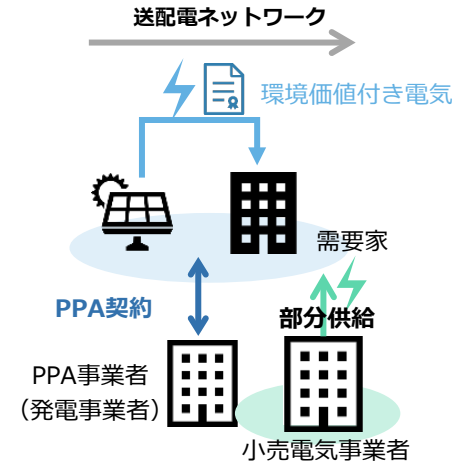 送配電ネットワーク
環境価値付き電気
需要家
PPA契約
部分供給
PPA事業者
（発電事業者）
小売電気事業者